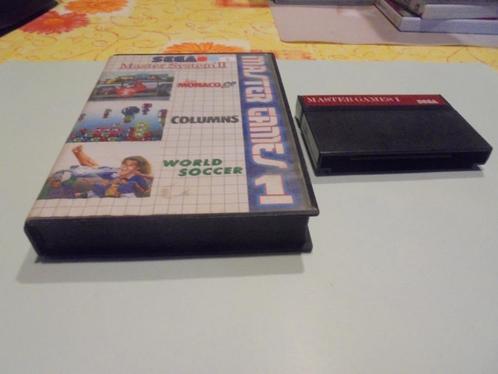 SEGA
Master System II
MONACO GP
COLUMNS
WORLD
SOCCER
MASTER GAMES 1
MASTER GAMES 1
SEGA